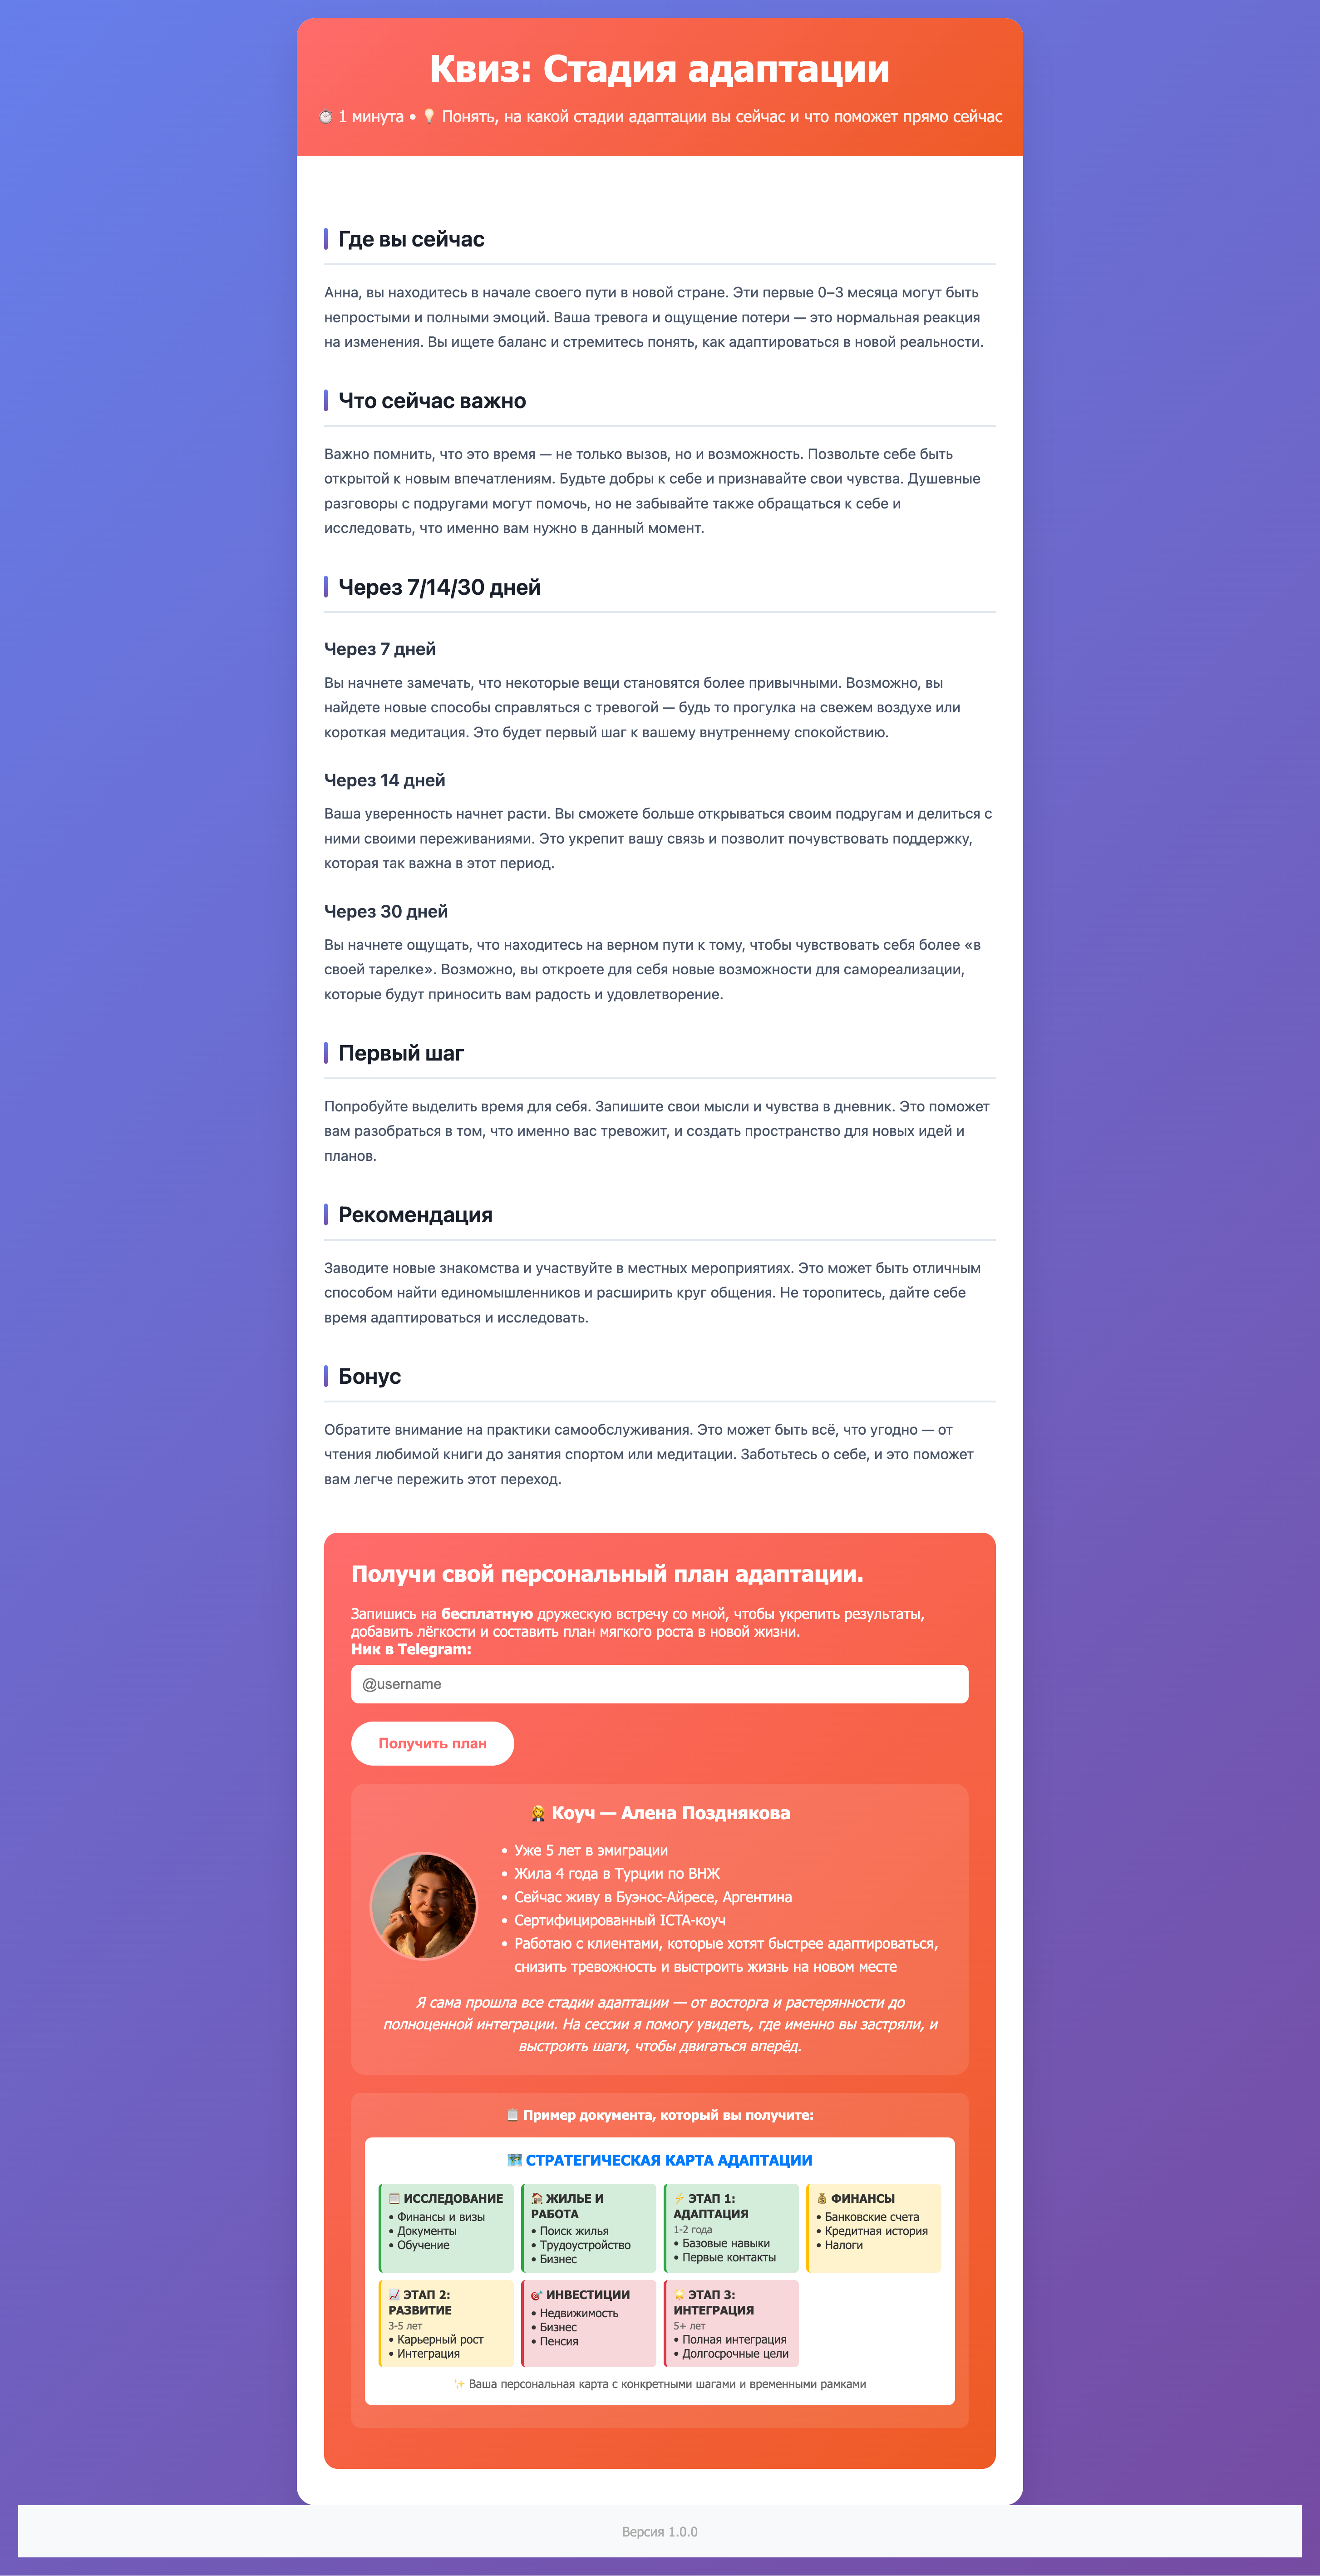 Квиз: Стадия адаптации
⏱️ 1 минута • 💡 Понять, на какой стадии адаптации вы сейчас и что поможет прямо сейчас
Где вы сейчас
Анна, вы находитесь в начале своего пути в новой стране. Эти первые 0–3 месяца могут быть
непростыми и полными эмоций. Ваша тревога и ощущение потери — это нормальная реакция
на изменения. Вы ищете баланс и стремитесь понять, как адаптироваться в новой реальности.
Что сейчас важно
Важно помнить, что это время — не только вызов, но и возможность. Позвольте себе быть
открытой к новым впечатлениям. Будьте добры к себе и признавайте свои чувства. Душевные
разговоры с подругами могут помочь, но не забывайте также обращаться к себе и
исследовать, что именно вам нужно в данный момент.
Через 7/14/30 дней
Через 7 дней
Вы начнете замечать, что некоторые вещи становятся более привычными. Возможно, вы
найдете новые способы справляться с тревогой — будь то прогулка на свежем воздухе или
короткая медитация. Это будет первый шаг к вашему внутреннему спокойствию.
Через 14 дней
Ваша уверенность начнет расти. Вы сможете больше открываться своим подругам и делиться с
ними своими переживаниями. Это укрепит вашу связь и позволит почувствовать поддержку,
которая так важна в этот период.
Через 30 дней
Вы начнете ощущать, что находитесь на верном пути к тому, чтобы чувствовать себя более «в
своей тарелке». Возможно, вы откроете для себя новые возможности для самореализации,
которые будут приносить вам радость и удовлетворение.
Первый шаг
Попробуйте выделить время для себя. Запишите свои мысли и чувства в дневник. Это поможет
вам разобраться в том, что именно вас тревожит, и создать пространство для новых идей и
планов.
Рекомендация
Заводите новые знакомства и участвуйте в местных мероприятиях. Это может быть отличным
способом найти единомышленников и расширить круг общения. Не торопитесь, дайте себе
время адаптироваться и исследовать.
Бонус
Обратите внимание на практики самообслуживания. Это может быть всё, что угодно — от
чтения любимой книги до занятия спортом или медитации. Заботьтесь о себе, и это поможет
вам легче пережить этот переход.
Получи свой персональный план адаптации.
Запишись на бесплатную дружескую встречу со мной, чтобы укрепить результаты,
добавить лёгкости и составить план мягкого роста в новой жизни.
Ник в Telegram:
@username
Получить план
👩‍💼 Коуч — Алена Позднякова
• Уже 5 лет в эмиграции
• Жила 4 года в Турции по ВНЖ
• Сейчас живу в Буэнос-Айресе, Аргентина
• Сертифицированный ICTA-коуч
• Работаю с клиентами, которые хотят быстрее адаптироваться,
снизить тревожность и выстроить жизнь на новом месте
Я сама прошла все стадии адаптации — от восторга и растерянности до
полноценной интеграции. На сессии я помогу увидеть, где именно вы застряли, и
выстроить шаги, чтобы двигаться вперёд.
📋 Пример документа, который вы получите:
🗺️ СТРАТЕГИЧЕСКАЯ КАРТА АДАПТАЦИИ
📋 ИССЛЕДОВАНИЕ
• Финансы и визы
• Документы
• Обучение
🏠 ЖИЛЬЕ И
РАБОТА
• Поиск жилья
• Трудоустройство
• Бизнес
⚡ ЭТАП 1:
АДАПТАЦИЯ
1-2 года
• Базовые навыки
• Первые контакты
💰 ФИНАНСЫ
• Банковские счета
• Кредитная история
• Налоги
📈 ЭТАП 2:
РАЗВИТИЕ
3-5 лет
• Карьерный рост
• Интеграция
🎯 ИНВЕСТИЦИИ
• Недвижимость
• Бизнес
• Пенсия
🌟 ЭТАП 3:
ИНТЕГРАЦИЯ
5+ лет
• Полная интеграция
• Долгосрочные цели
✨ Ваша персональная карта с конкретными шагами и временными рамками
Версия 1.0.0